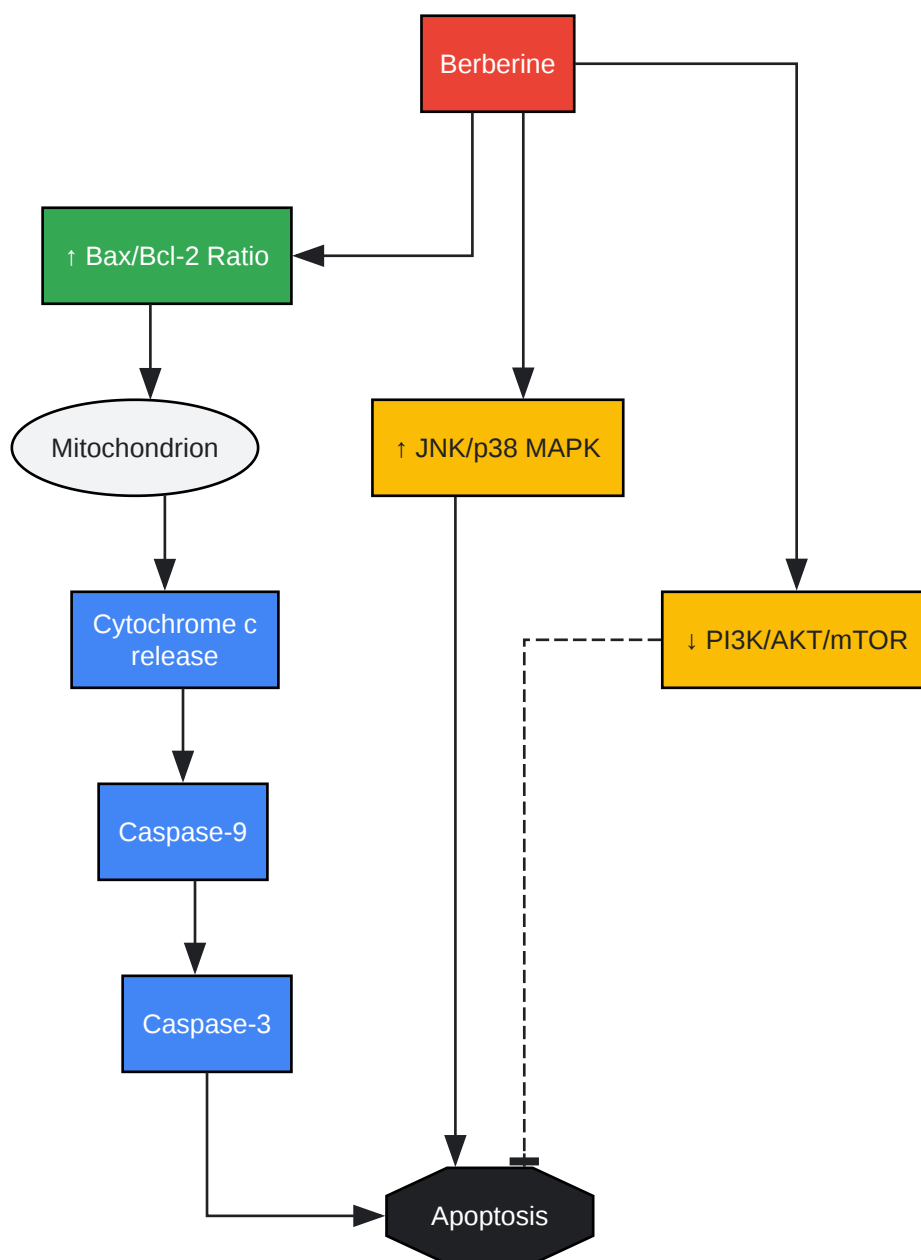 Berberine
↑ Bax/Bcl-2 Ratio
Mitochondrion
↑ JNK/p38 MAPK
Cytochrome c
release
↓ PI3K/AKT/mTOR
Caspase-9
Caspase-3
Apoptosis